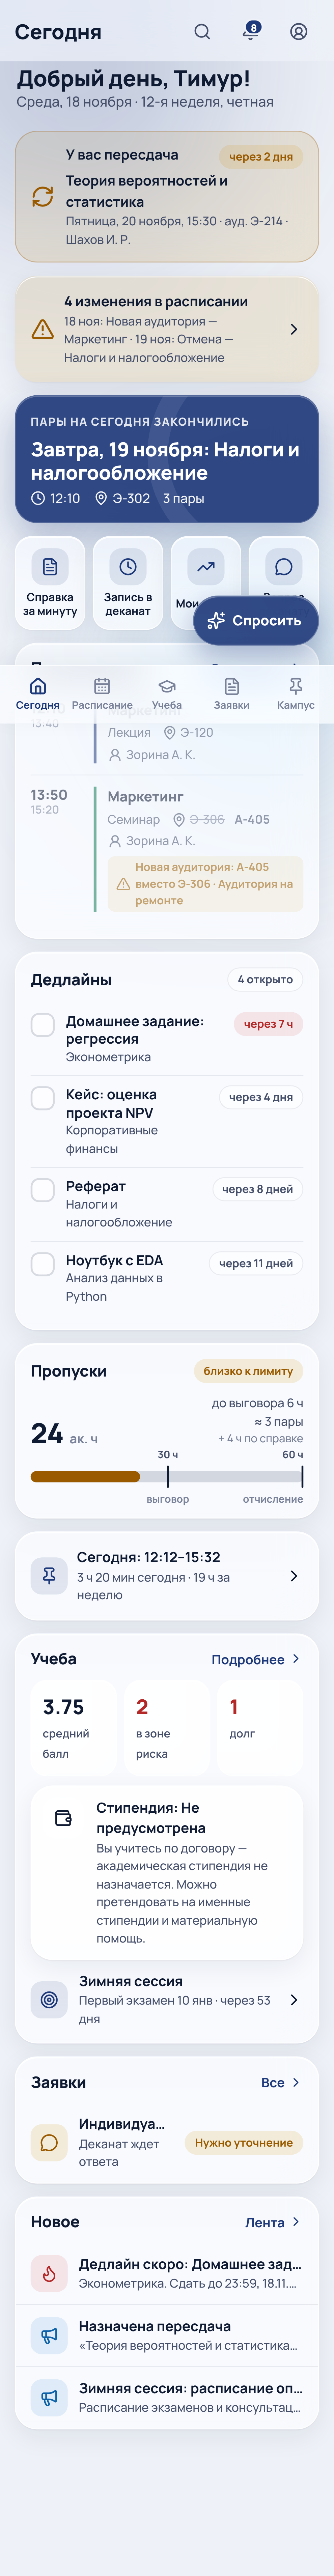 Сегодня
8
Добрый день, Тимур!
Среда, 18 ноября · 12-я неделя, четная
У вас пересдача
через 2 дня
Теория вероятностей и
статистика
Пятница, 20 ноября, 15:30 · ауд. Э-214 ·
Шахов И. Р.
4 изменения в расписании
18 ноя: Новая аудитория —
Маркетинг · 19 ноя: Отмена —
Налоги и налогообложение
ПАРЫ НА СЕГОДНЯ ЗАКОНЧИЛИСЬ
Завтра, 19 ноября: Налоги и
налогообложение
12:10 Э-302 3 пары
Справка
за минуту
Запись в
деканат
Мои
Спросить
Сегодня Расписание Учеба Заявки Кампус
13:40
Маркетинг
Лекция Э-120
Зорина А. К.
13:50
15:20
Маркетинг
Семинар Э-306 А-405
Зорина А. К.
Новая аудитория: А-405
вместо Э-306 · Аудитория на
ремонте
Дедлайны
4 открыто
Домашнее задание:
регрессия
через 7 ч
Эконометрика
Кейс: оценка
проекта NPV
через 4 дня
Корпоративные
финансы
Реферат
через 8 дней
Налоги и
налогообложение
Ноутбук с EDA
через 11 дней
Анализ данных в
Python
Пропуски
близко к лимиту
24 ак. ч
до выговора 6 ч
≈ 3 пары
+ 4 ч по справке
30 ч 60 ч
выговор отчисление
Сегодня: 12:12–15:32
3 ч 20 мин сегодня · 19 ч за
неделю
Учеба
Подробнее
3.75
средний
балл
2
в зоне
риска
1
долг
Стипендия: Не
предусмотрена
Вы учитесь по договору —
академическая стипендия не
назначается. Можно
претендовать на именные
стипендии и материальную
помощь.
Зимняя сессия
Первый экзамен 10 янв · через 53
дня
Заявки
Все
Индивидуа...
Деканат ждет
ответа
Нужно уточнение
Новое
Лента
Дедлайн скоро: Домашнее зад...
Эконометрика. Сдать до 23:59, 18.11....
Назначена пересдача
«Теория вероятностей и статистика...
Зимняя сессия: расписание оп...
Расписание экзаменов и консультац...